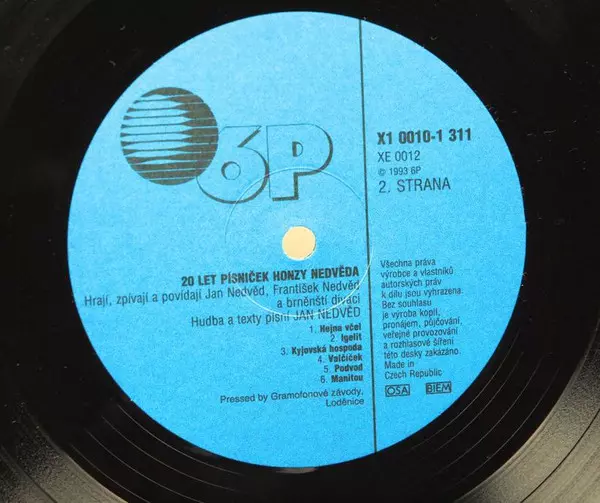 6P
X1 0010-1 311
XE 0012
© 1993 6P
2. STRANA
20 LET PÍSNIČEK HONZY NEDVĚDA
Hrají, zpívají a povídají Jan Nedvěd, František Nedvěd
a brněnští diváci
Hudba a texty písní JAN NEDVĚD
1. Hejna včel
2. Igelit
3. Kyjovská hospoda
4. Valčíček
5. Podvod
6. Manitou
Pressed by Gramofonové závody,
Loděnice
Všechna práva
výrobce a vlastníků
autorských práv
k dílu jsou vyhrazena.
Bez souhlasu
je výroba kopií,
pronájem, půjčování,
veřejné provozování
a rozhlasové šíření
této desky zakázáno.
Made in
Czech Republic
OSA BIEM